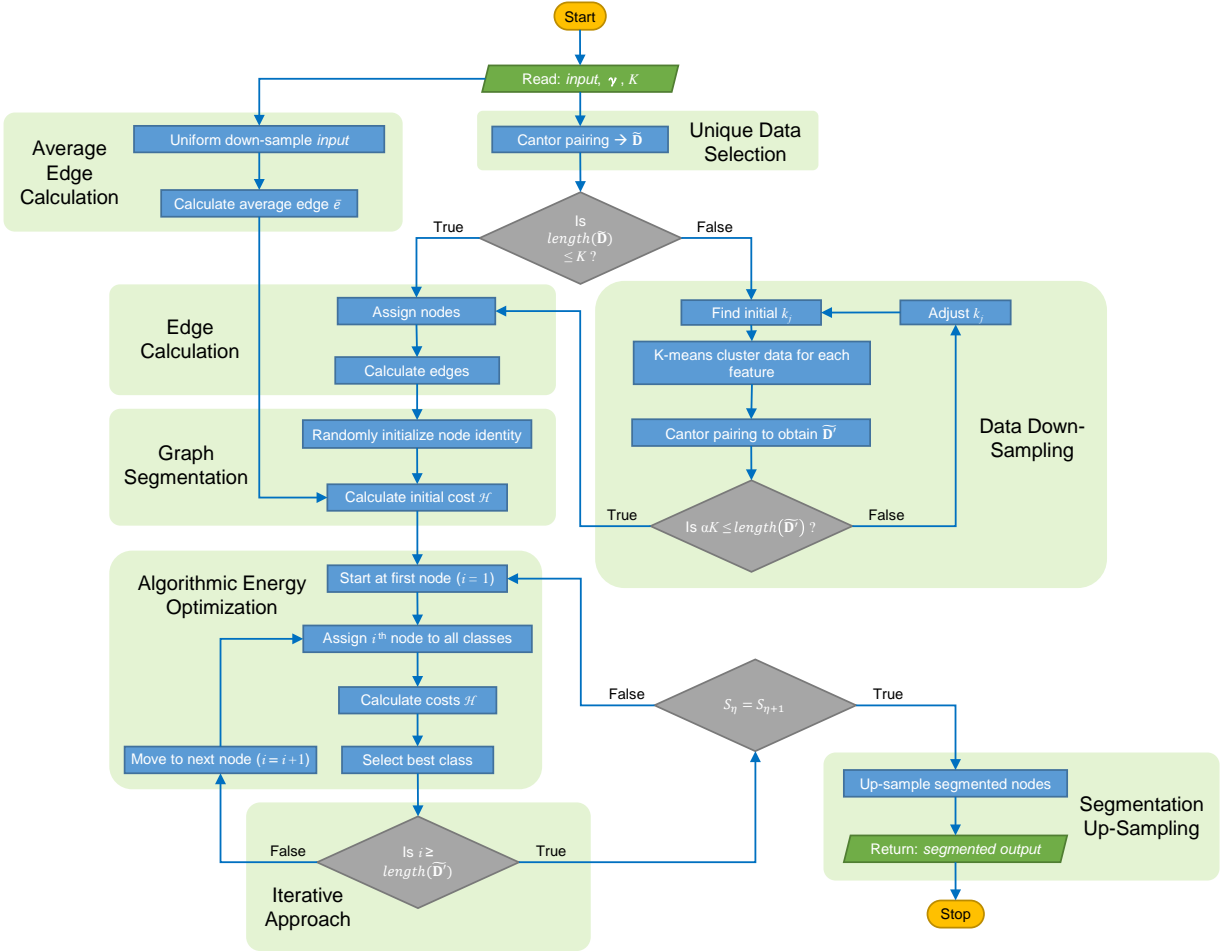 Start
Read: input, γ , K
Average
Edge
Calculation
Uniform down-sample input
Calculate average edge ē
Cantor pairing → D̃
Unique Data
Selection
Is
length(D̃)
≤ K ?
True
False
Edge
Calculation
Assign nodes
Calculate edges
Find initial kⱼ
Adjust kⱼ
K-means cluster data for each
feature
Cantor pairing to obtain D̃′
Data Down-
Sampling
Is αK ≤ length(D̃′) ?
True
False
Graph
Segmentation
Randomly initialize node identity
Calculate initial cost ℋ
Algorithmic Energy
Optimization
Start at first node (i = 1)
Assign i th node to all classes
Calculate costs ℋ
Select best class
Move to next node (i = i+1)
False
True
Is i ≥
length(D̃′)
Iterative
Approach
False
True
S_η = S_η+1
Up-sample segmented nodes
Segmentation
Up-Sampling
Return: segmented output
Stop